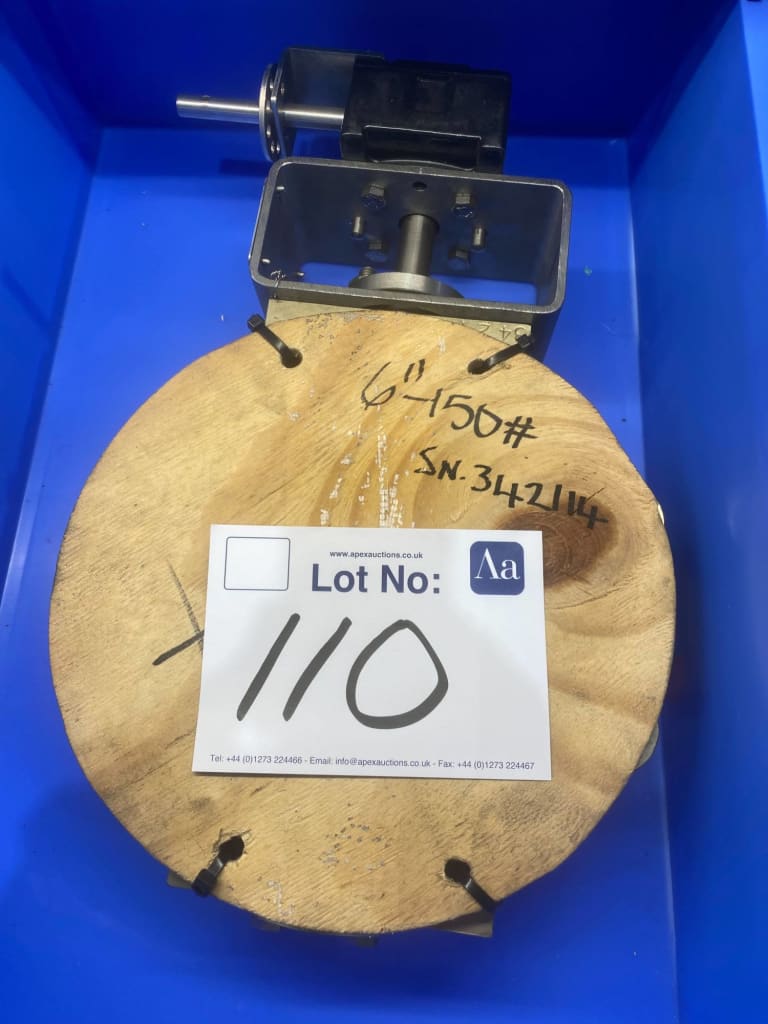 6"-150#
SN.342114
www.apexauctions.co.uk
Lot No:
Λa
110
Tel: +44 (0)1273 224466 - Email: info@apexauctions.co.uk - Fax: +44 (0)1273 224467